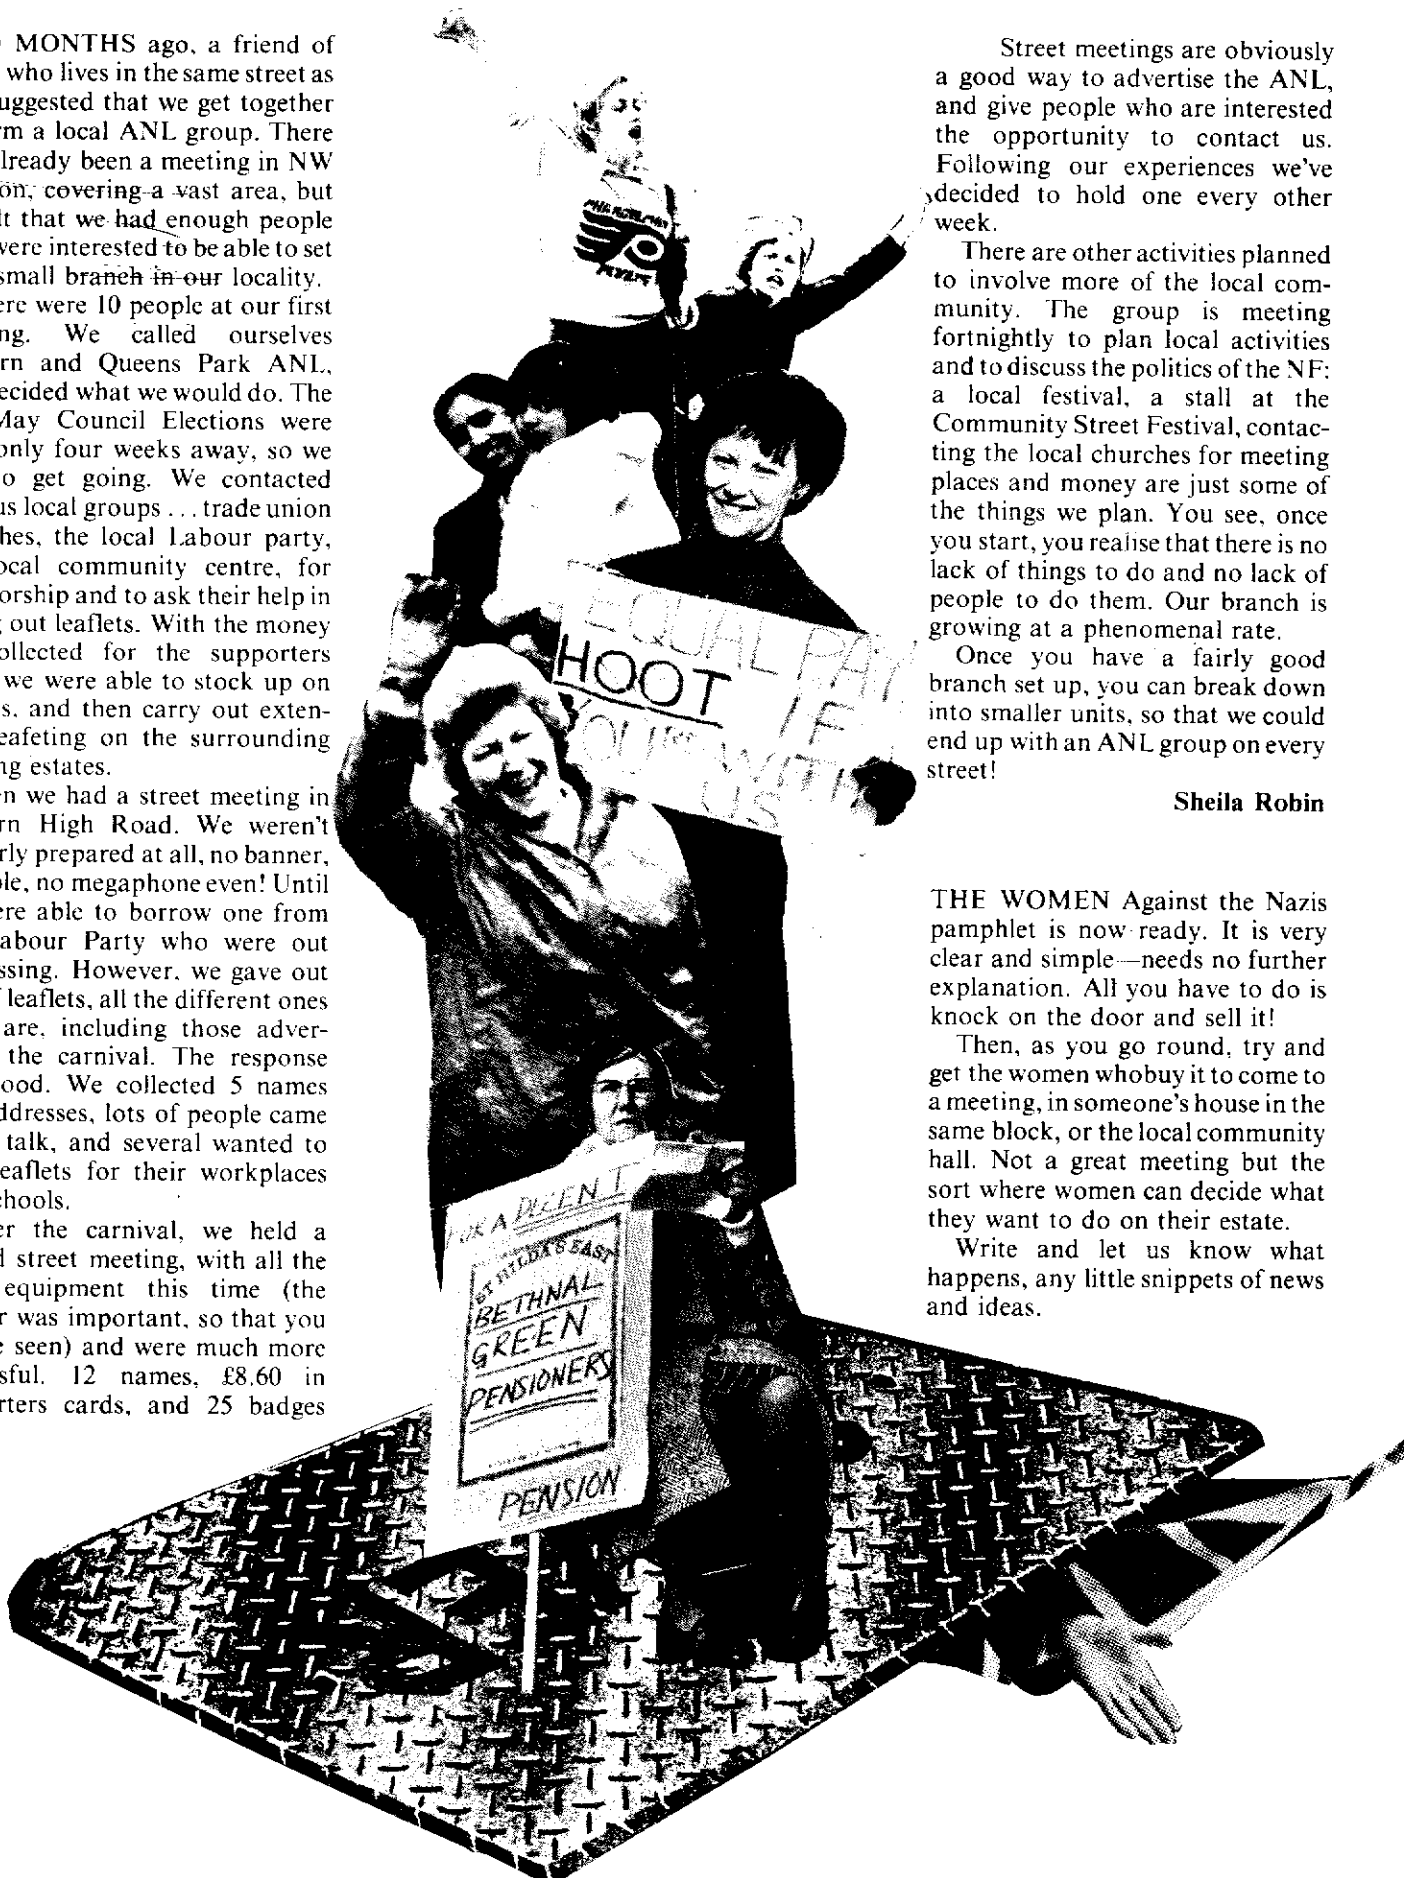 MONTHS ago, a friend of
who lives in the same street as
uggested that we get together
rm a local ANL group. There
lready been a meeting in NW
on, covering a vast area, but
lt that we had enough people
were interested to be able to set
small branch in our locality.
ere were 10 people at our first
ng. We called ourselves
rn and Queens Park ANL,
ecided what we would do. The
May Council Elections were
only four weeks away, so we
o get going. We contacted
us local groups ... trade union
hes, the local Labour party,
ocal community centre, for
orship and to ask their help in
g out leaflets. With the money
ollected for the supporters
we were able to stock up on
s, and then carry out exten-
eafeting on the surrounding
ng estates.
n we had a street meeting in
rn High Road. We weren't
rly prepared at all, no banner,
le, no megaphone even! Until
ere able to borrow one from
abour Party who were out
ssing. However, we gave out
f leaflets, all the different ones
are, including those adver-
the carnival. The response
ood. We collected 5 names
ddresses, lots of people came
talk, and several wanted to
eaflets for their workplaces
chools.
er the carnival, we held a
d street meeting, with all the
equipment this time (the
r was important, so that you
e seen) and were much more
sful. 12 names, £8.60 in
rters cards, and 25 badges
EQUAL PAY
HOOT IF
YOU'RE WITH
US
FOR A DECENT
ST HILDA'S EAST
BETHNAL
GREEN
PENSIONERS
PENSION
Street meetings are obviously
a good way to advertise the ANL,
and give people who are interested
the opportunity to contact us.
Following our experiences we've
decided to hold one every other
week.
There are other activities planned
to involve more of the local com-
munity. The group is meeting
fortnightly to plan local activities
and to discuss the politics of the NF:
a local festival, a stall at the
Community Street Festival, contac-
ting the local churches for meeting
places and money are just some of
the things we plan. You see, once
you start, you realise that there is no
lack of things to do and no lack of
people to do them. Our branch is
growing at a phenomenal rate.
Once you have a fairly good
branch set up, you can break down
into smaller units, so that we could
end up with an ANL group on every
street!
Sheila Robin
THE WOMEN Against the Nazis
pamphlet is now ready. It is very
clear and simple—needs no further
explanation. All you have to do is
knock on the door and sell it!
Then, as you go round, try and
get the women whobuy it to come to
a meeting, in someone's house in the
same block, or the local community
hall. Not a great meeting but the
sort where women can decide what
they want to do on their estate.
Write and let us know what
happens, any little snippets of news
and ideas.